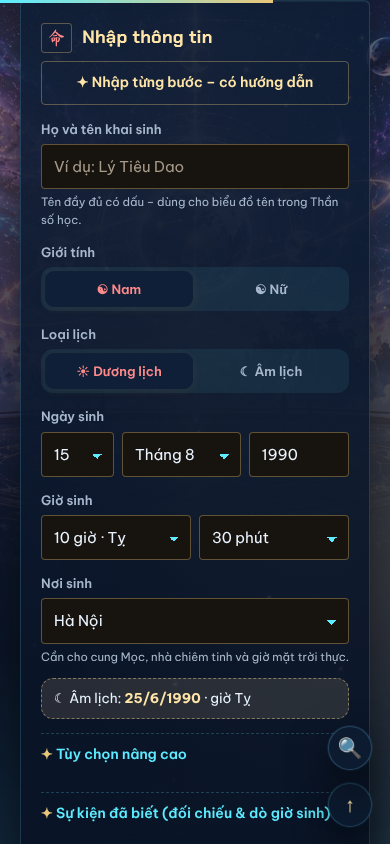 命 Nhập thông tin
✦ Nhập từng bước – có hướng dẫn
Họ và tên khai sinh
Ví dụ: Lý Tiêu Dao
Tên đầy đủ có dấu – dùng cho biểu đồ tên trong Thần
số học.
Giới tính
☯ Nam ☯ Nữ
Loại lịch
☀ Dương lịch ☾ Âm lịch
Ngày sinh
15 Tháng 8 1990
Giờ sinh
10 giờ · Tỵ 30 phút
Nơi sinh
Hà Nội
Cần cho cung Mọc, nhà chiêm tinh và giờ mặt trời thực.
☾ Âm lịch: 25/6/1990 · giờ Tỵ
✦ Tùy chọn nâng cao
✦ Sự kiện đã biết (đối chiếu & dò giờ sinh)
↑